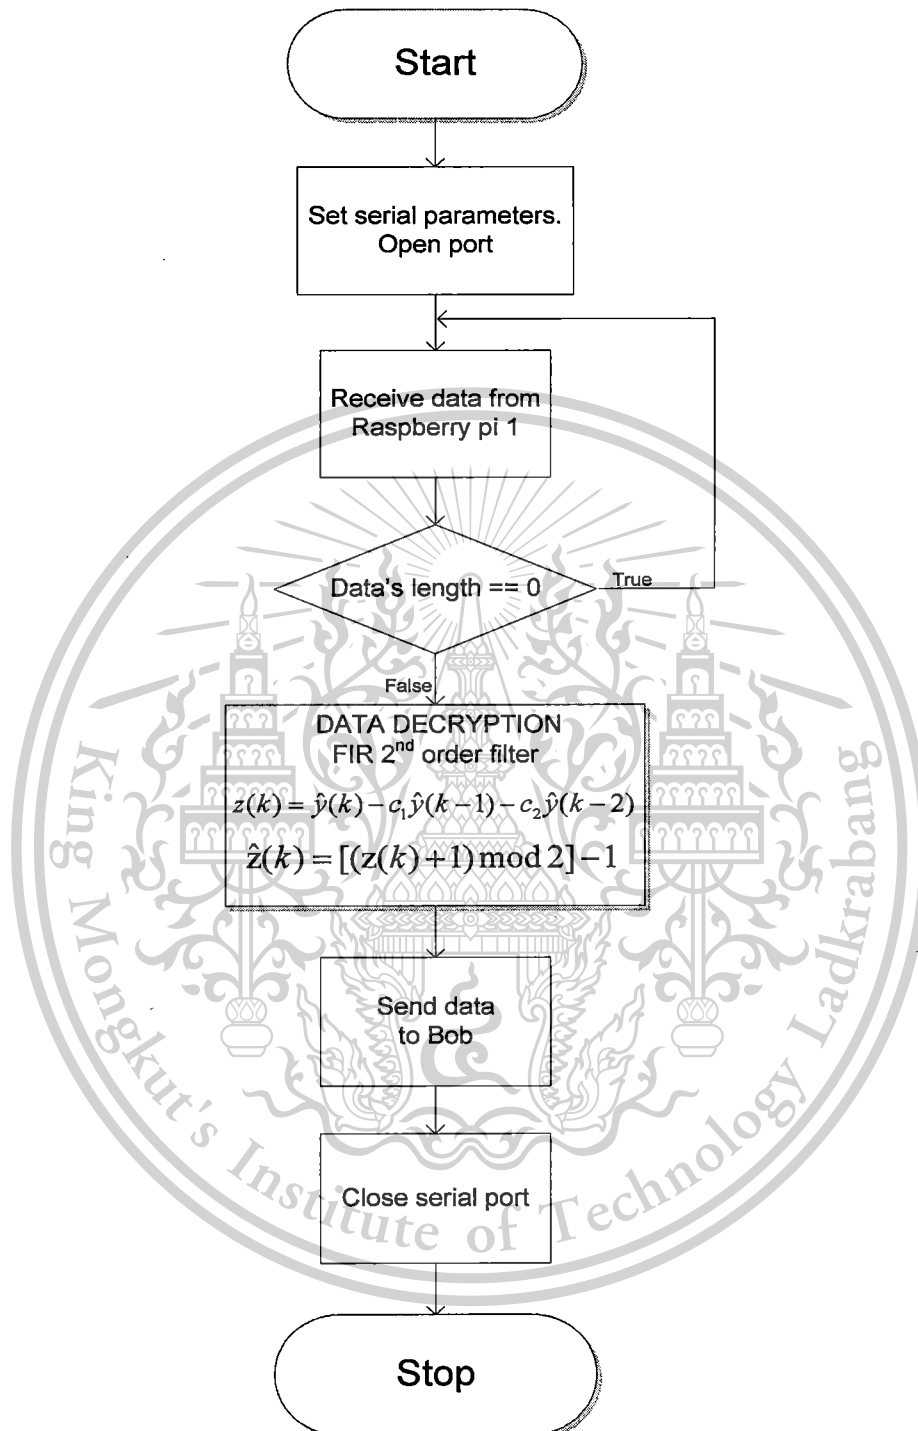 Start
Set serial parameters.
Open port
Receive data from
Raspberry pi 1
Data's length == 0
True
False
DATA DECRYPTION
FIR 2nd order filter
z(k) = ŷ(k) − c₁ŷ(k−1) − c₂ŷ(k−2)
ẑ(k) = [(z(k)+1) mod 2] − 1
Send data
to Bob
Close serial port
Stop
King Mongkut's Institute of Technology Ladkrabang